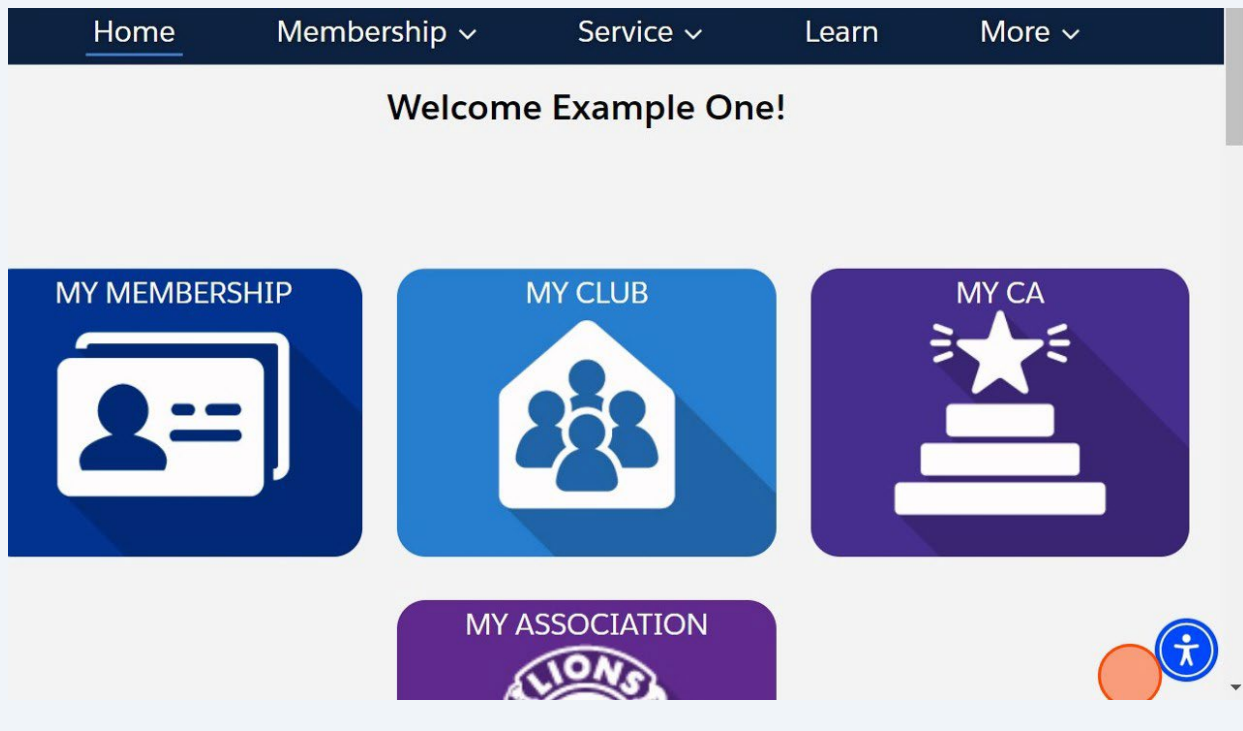 Home Membership Service Learn More
Welcome Example One!
MY MEMBERSHIP MY CLUB MY CA
MY ASSOCIATION
LIONS